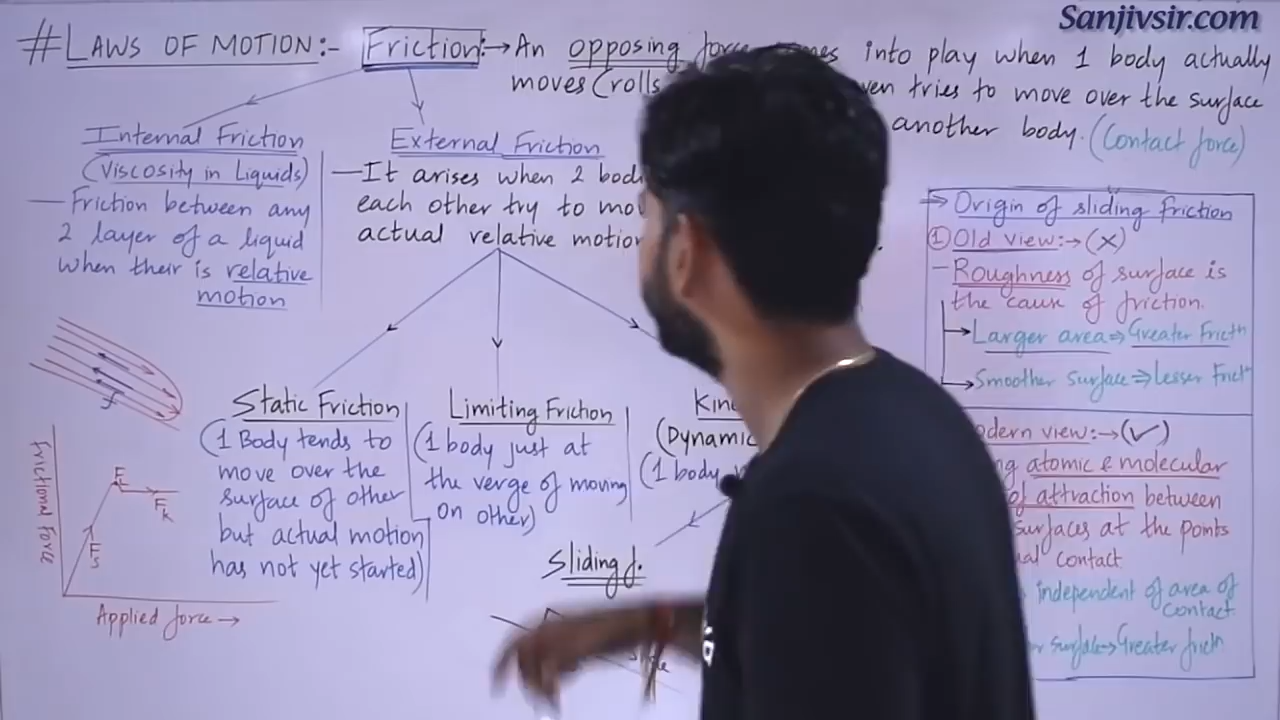 Sanjivsir.com
#LAWS OF MOTION:- Friction:→ An opposing force comes into play when 1 body actually
moves (rolls even tries to move over the surface
another body. (Contact force)
Internal Friction
(Viscosity in Liquids)
— Friction between any
2 layer of a liquid
when their is relative
motion
External Friction
— It arises when 2 bodi
each other try to mov
actual relative motion
f
Static Friction
(1 Body tends to
move over the
surface of other
but actual motion
has not yet started)
Limiting Friction
(1 body just at
the verge of moving
on other)
Kin
(Dynamic
(1 body
Sliding f.
Frictional Force
FL
Fk
Fs
Applied force →
→ Origin of sliding friction
① Old view:→(×)
— Roughness of surface is
the cause of friction.
→ Larger area⇒Greater Frictn
→ Smoother Surface⇒Lesser Frictn
odern view:→(✓)
ng atomic & molecular
of attraction between
surfaces at the points
al contact
independent of area of
contact
r surface→Greater frictn